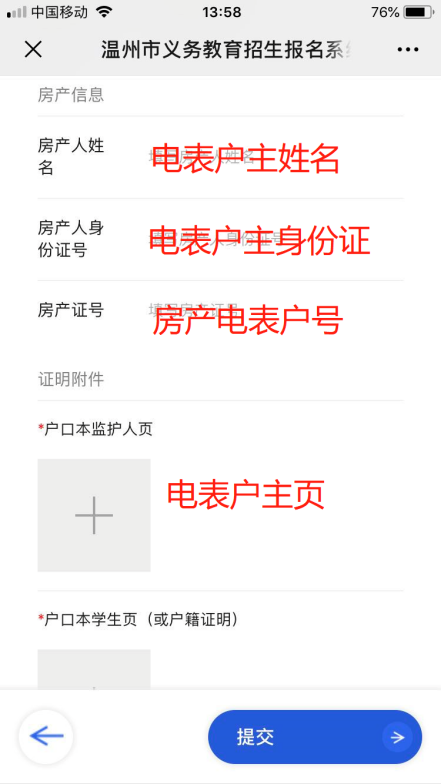 中国移动 13:58 76%
温州市义务教育招生报名系
房产信息
房产人姓名
电表户主姓名
房产人身份证号
电表户主身份证
房产证号
房产电表户号
证明附件
*户口本监护人页
电表户主页
*户口本学生页（或户籍证明）
提交